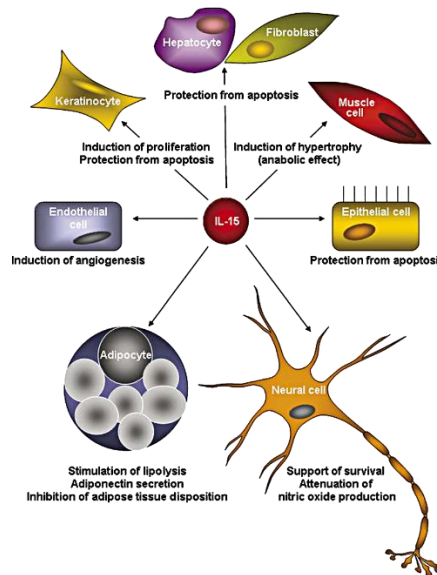 Hepatocyte
Fibroblast
Protection from apoptosis
Keratinocyte
Induction of proliferation
Protection from apoptosis
Muscle
cell
Induction of hypertrophy
(anabolic effect)
Endothelial
cell
Induction of angiogenesis
IL-15
Epithelial cell
Protection from apoptosis
Adipocyte
Stimulation of lipolysis
Adiponectin secretion
Inhibition of adipose tissue disposition
Neural cell
Support of survival
Attenuation of
nitric oxide production